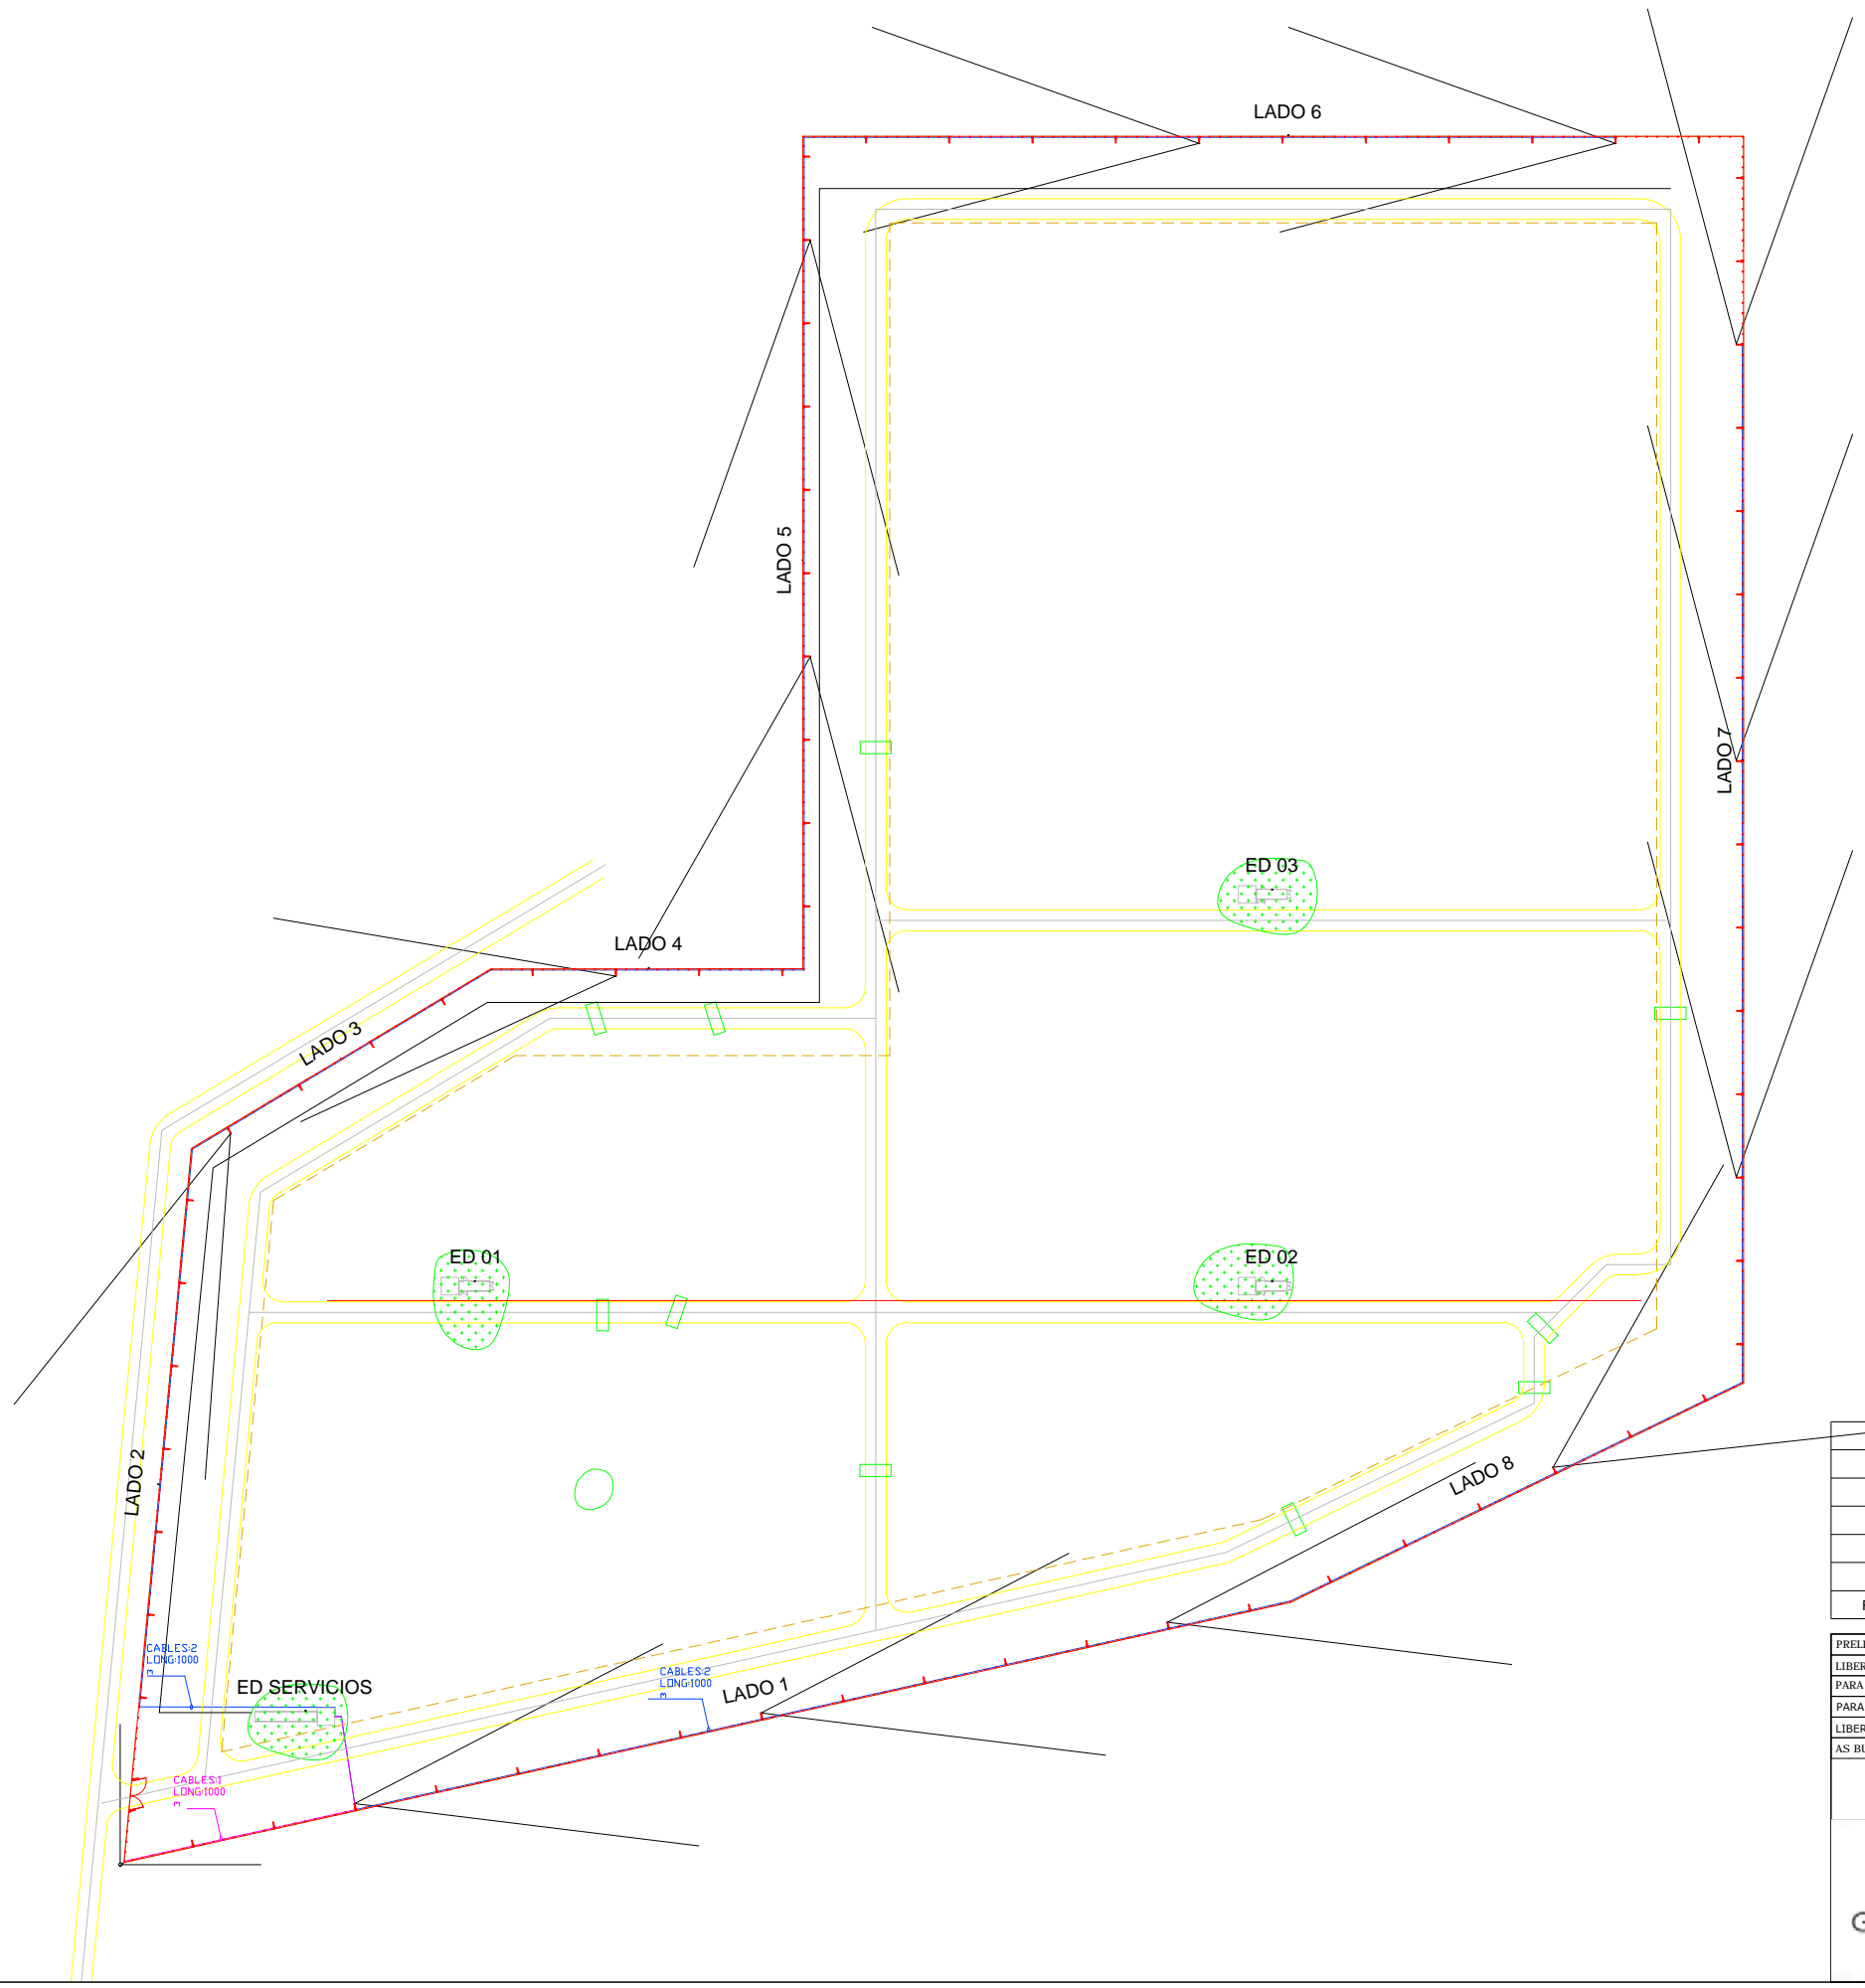 LADO 6
LADO 5
LADO 7
ED 03
LADO 4
LADO 3
ED 01
ED 02
LADO 2
LADO 8
CABLES:2
LONG:1000
m
ED SERVICIOS
CABLES:2
LONG:1000
m
LADO 1
CABLES:1
LONG:1000
m
PRELI
LIBER
PARA
PARA
LIBER
AS BU
G